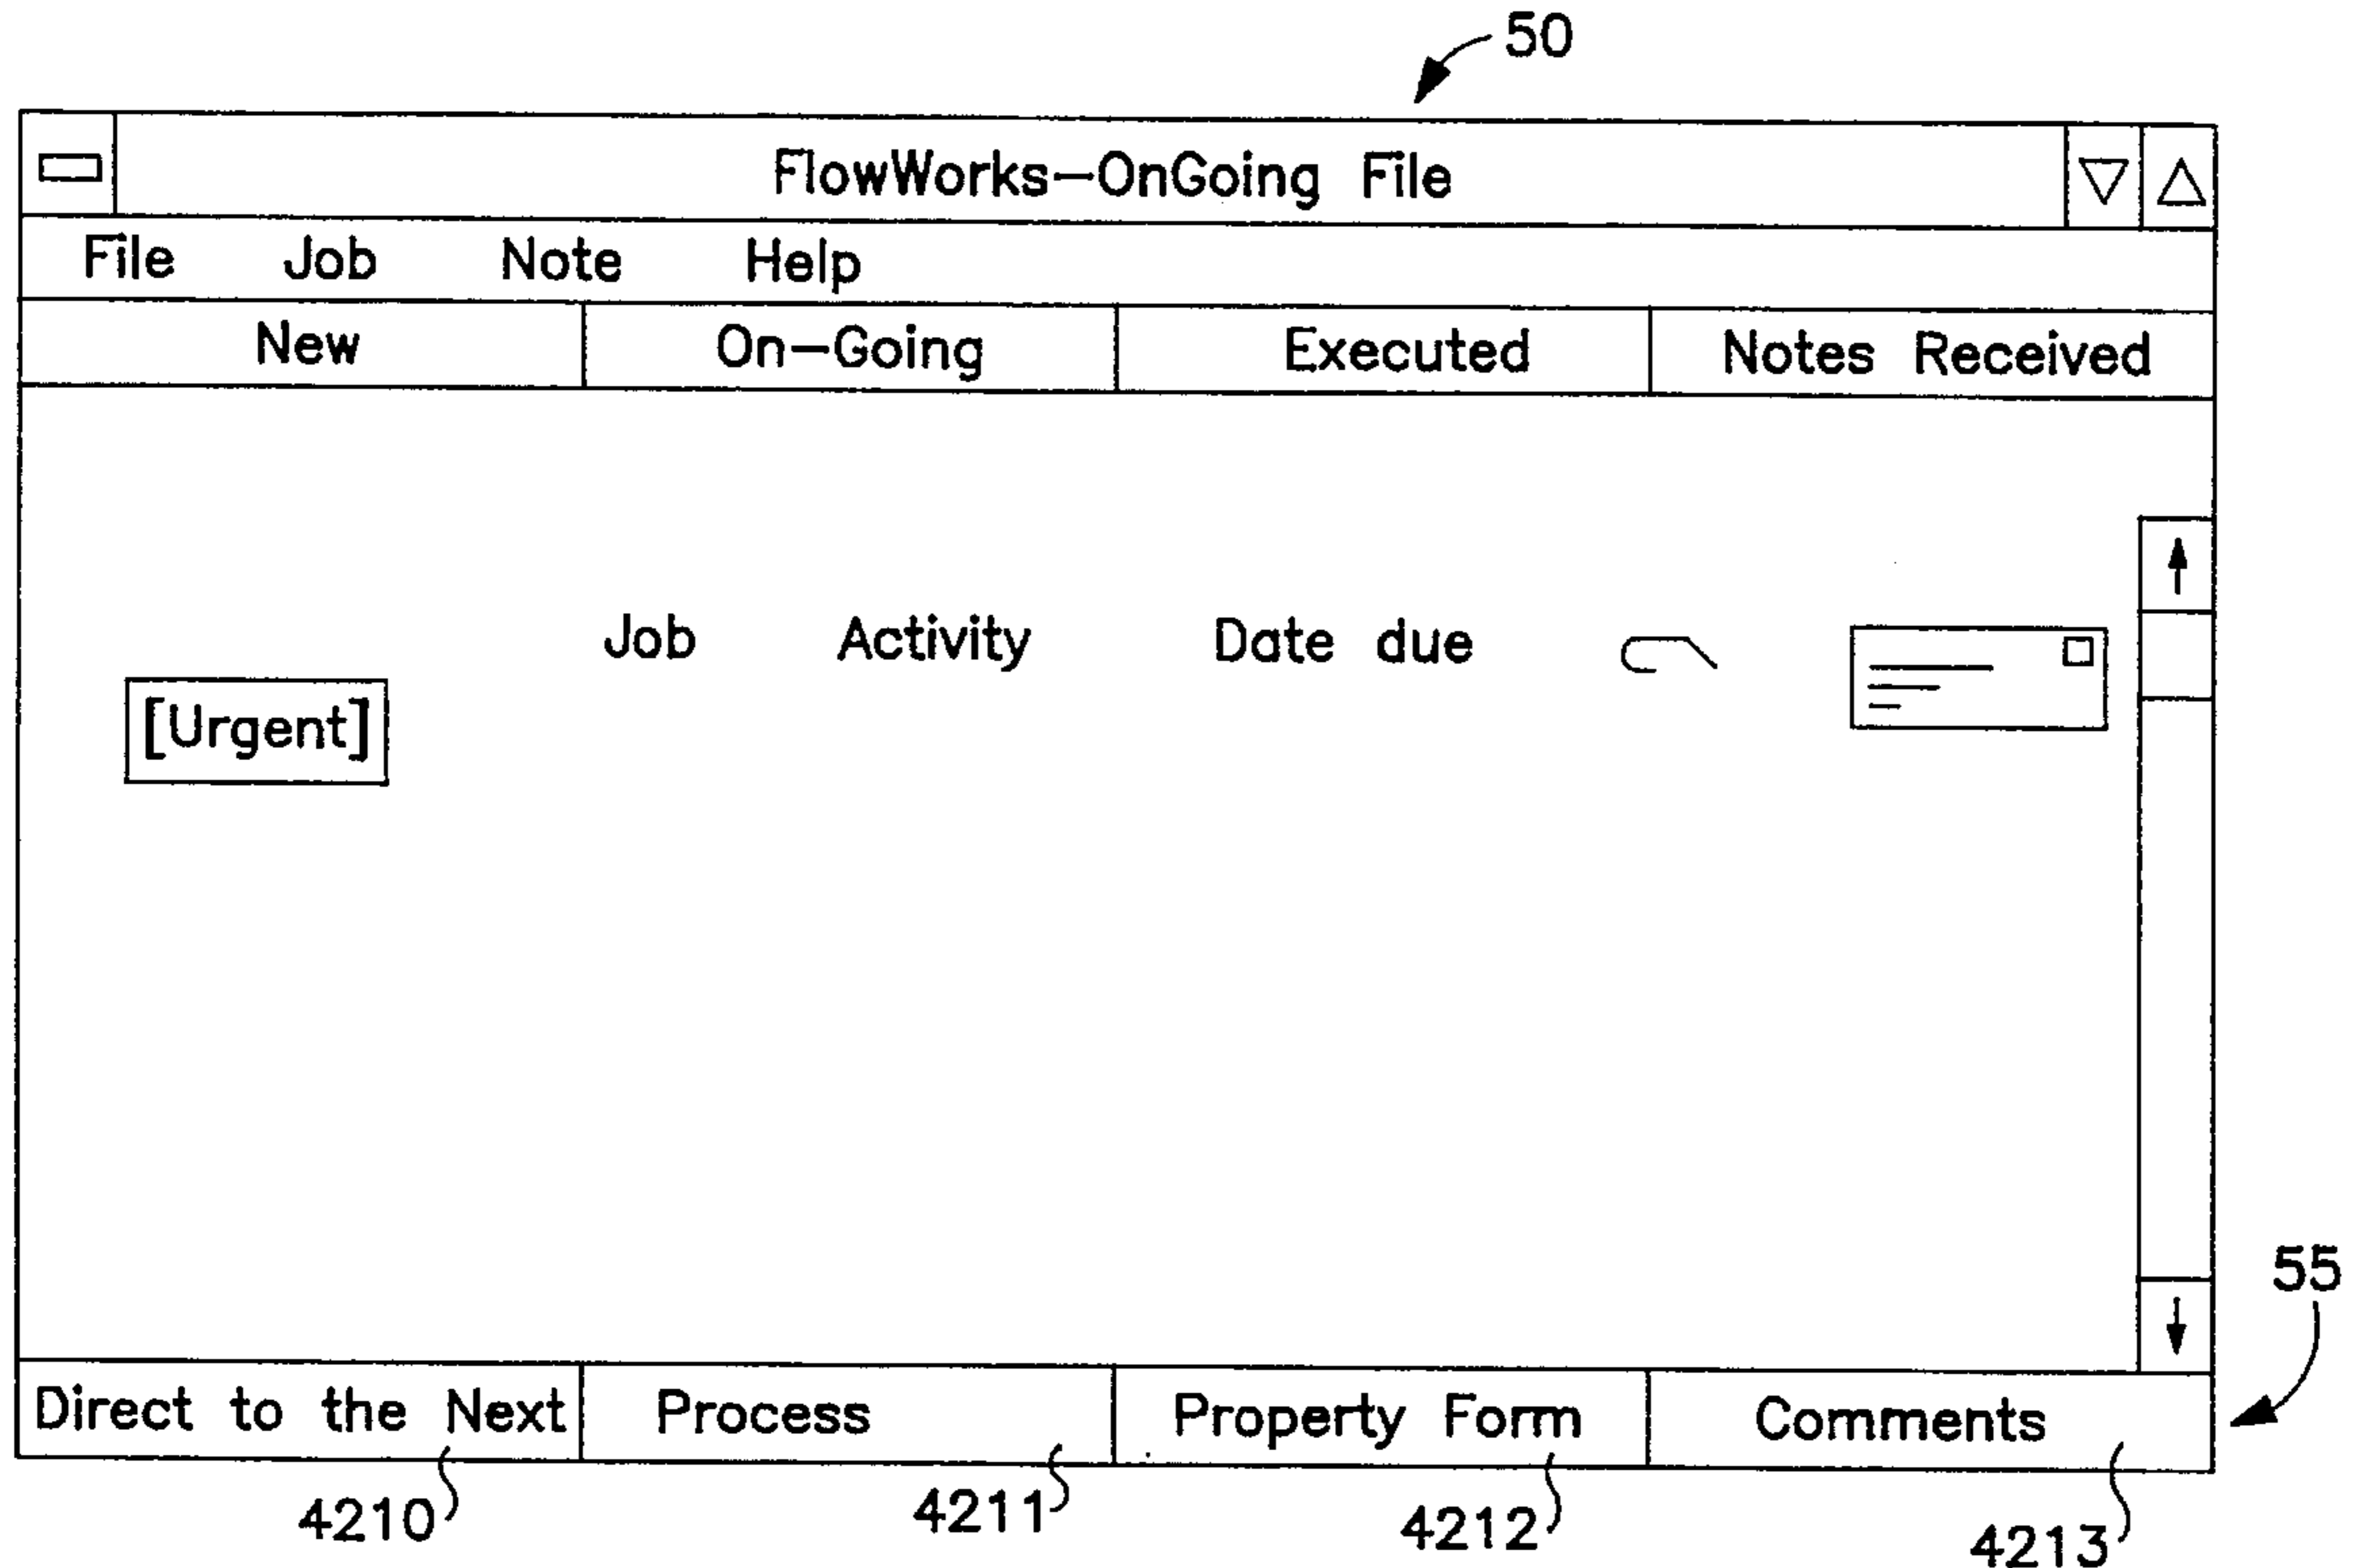 50
FlowWorks-OnGoing File
File Job Note Help
New On-Going Executed Notes Received
Job Activity Date due
[Urgent]
55
Direct to the Next Process Property Form Comments
4210 4211 4212 4213